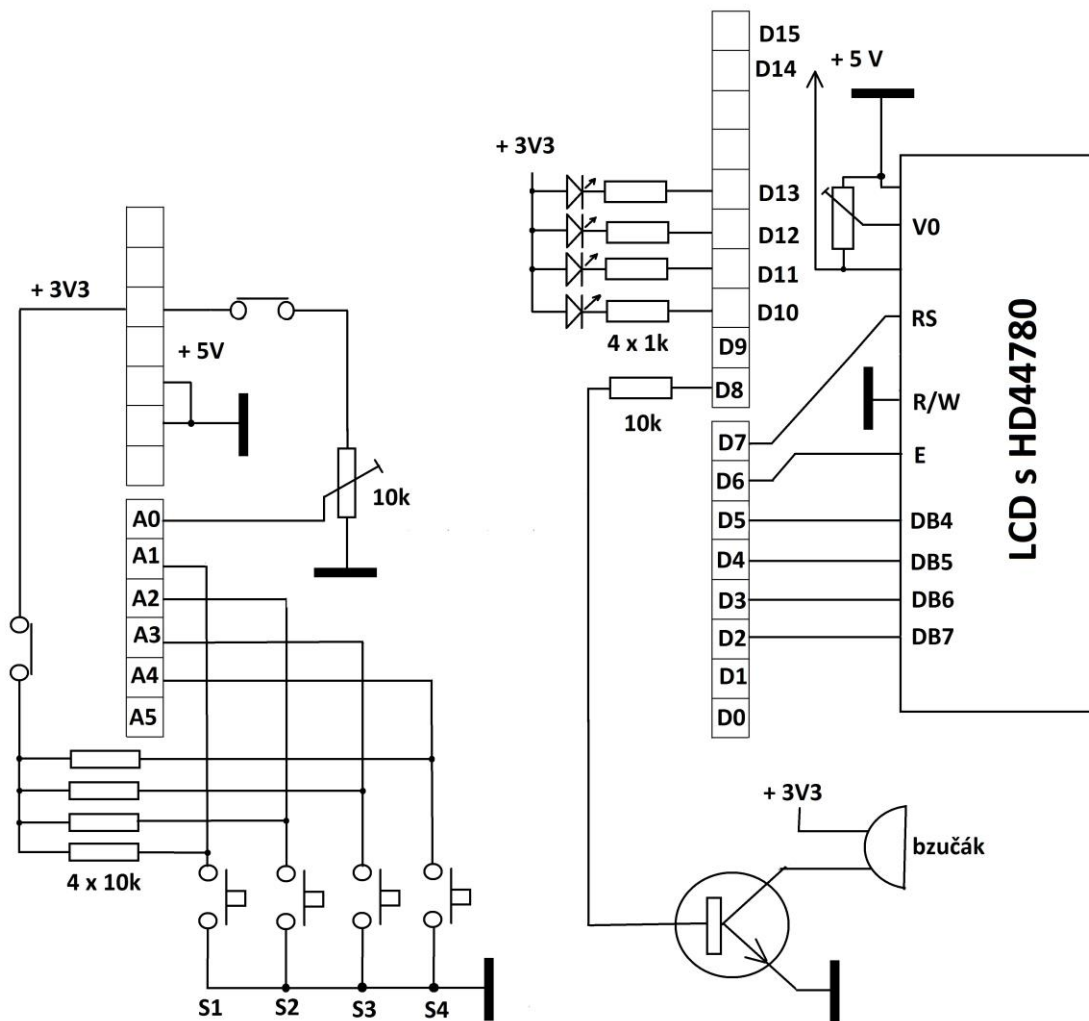 + 3V3
+ 5V
10k
A0
A1
A2
A3
A4
A5
4 x 10k
S1 S2 S3 S4
D15
D14
+ 5 V
+ 3V3
D13
D12
D11
D10
4 x 1k
D9
D8
10k
D7
D6
D5
D4
D3
D2
D1
D0
V0
RS
R/W
E
DB4
DB5
DB6
DB7
LCD s HD44780
+ 3V3
bzučák